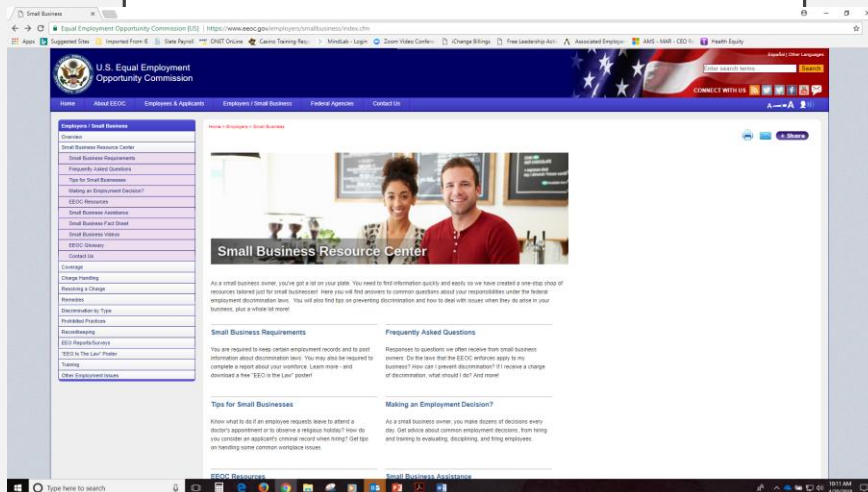 Small Business
Equal Employment Opportunity Commission [US] | https://www.eeoc.gov/employers/smallbusiness/index.cfm
Apps Suggested Sites Imported From IE Slate Payroll ONET OnLine Casino Training Req MindLab - Login Zoom Video Confer iChange Billings Free Leadership Acti Associated Employe AMS - MAR - CEO Health Equity
Español | Other Languages
U.S. Equal Employment
Opportunity Commission
Enter search terms...
Search
CONNECT WITH US
Home About EEOC Employees & Applicants Employers / Small Business Federal Agencies Contact Us
A A
Employers / Small Business
Overview
Small Business Resource Center
Small Business Requirements
Frequently Asked Questions
Tips for Small Businesses
Making an Employment Decision?
EEOC Resources
Small Business Assistance
Small Business Fact Sheet
Small Business Videos
EEOC Glossary
Contact Us
Coverage
Charge Handling
Resolving a Charge
Remedies
Discrimination by Type
Prohibited Practices
Recordkeeping
EEO Reports/Surveys
"EEO Is The Law" Poster
Training
Other Employment Issues
Home > Employers > Small Business
+ Share
Small Business Resource Center
As a small business owner, you've got a lot on your plate. You need to find information quickly and easily so we have created a one-stop shop of
resources tailored just for small businesses! Here you will find answers to common questions about your responsibilities under the federal
employment discrimination laws. You will also find tips on preventing discrimination and how to deal with issues when they do arise in your
business, plus a whole lot more!
Small Business Requirements
You are required to keep certain employment records and to post
information about discrimination laws. You may also be required to
complete a report about your workforce. Learn more - and
download a free "EEO is the Law" poster!
Frequently Asked Questions
Responses to questions we often receive from small business
owners: Do the laws that the EEOC enforces apply to my
business? How can I prevent discrimination? If I receive a charge
of discrimination, what should I do? And more!
Tips for Small Businesses
Know what to do if an employee requests leave to attend a
doctor's appointment or to observe a religious holiday? How do
you consider an applicant's criminal record when hiring? Get tips
on handling some common workplace issues.
Making an Employment Decision?
As a small business owner, you make dozens of decisions every
day. Get advice about common employment decisions, from hiring
and training to evaluating, disciplining, and firing employees.
EEOC Resources
Small Business Assistance
Type here to search
10:11 AM